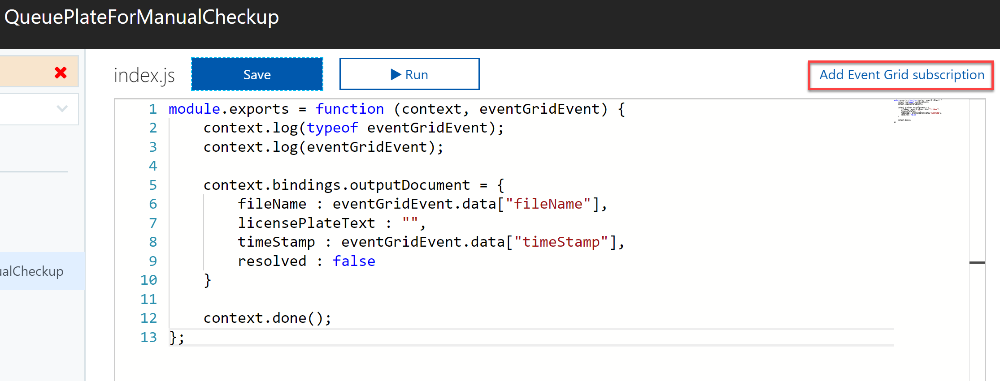 QueuePlateForManualCheckup
index.js
Save
Run
Add Event Grid subscription
ualCheckup
1 module.exports = function (context, eventGridEvent) {
2     context.log(typeof eventGridEvent);
3     context.log(eventGridEvent);
4
5     context.bindings.outputDocument = {
6         fileName : eventGridEvent.data["fileName"],
7         licensePlateText : "",
8         timeStamp : eventGridEvent.data["timeStamp"],
9         resolved : false
10     }
11
12     context.done();
13 };